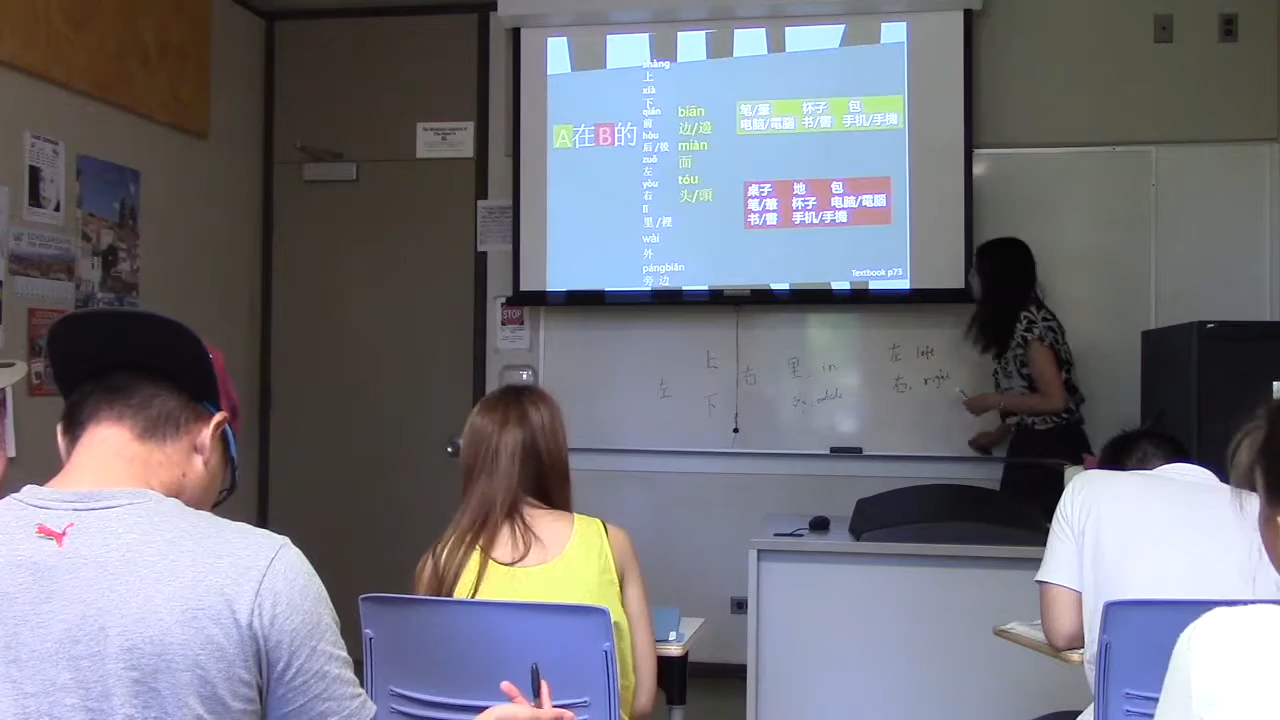 shàng
上
xià
下
qián
前
hòu
后/後
zuǒ
左
yòu
右
lǐ
里/裡
wài
外
pángbiān
旁 边
A在B的
biān
边/邊
miàn
面
tóu
头/頭
笔/筆 杯子 包
电脑/電腦 书/書 手机/手機
桌子 地 包
笔/筆 杯子 电脑/電腦
书/書 手机/手機
Textbook p73
STOP
上
左 右
下
里: in
左 left
右, right